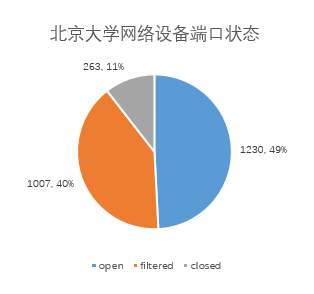 北京大学网络设备端口状态
263, 11%
1230, 49%
1007, 40%
open filtered closed